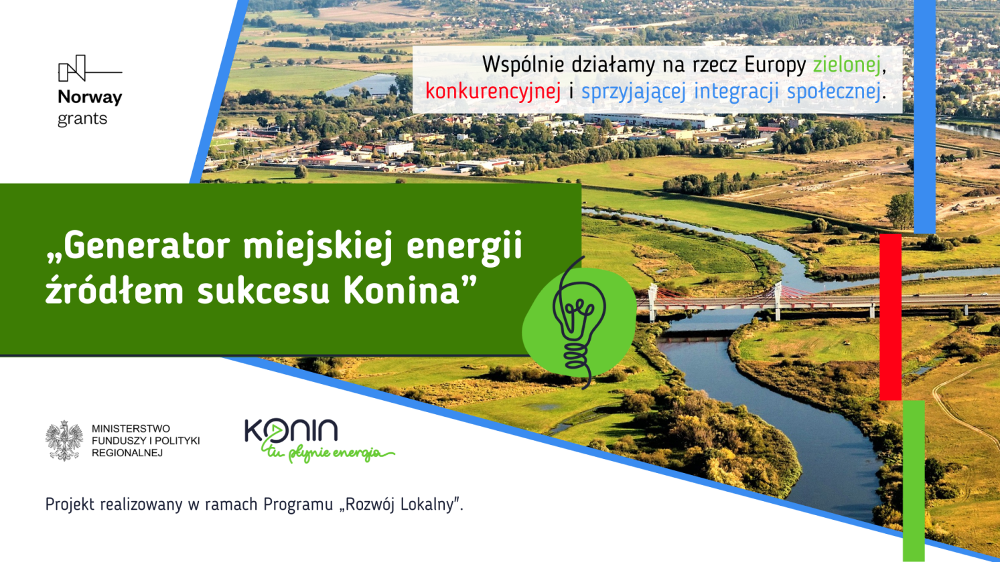 Norway
grants
Wspólnie działamy na rzecz Europy zielonej,
konkurencyjnej i sprzyjającej integracji społecznej.
„Generator miejskiej energii
źródłem sukcesu Konina”
MINISTERSTWO
FUNDUSZY I POLITYKI
REGIONALNEJ
KONIN
tu płynie energia
Projekt realizowany w ramach Programu „Rozwój Lokalny".